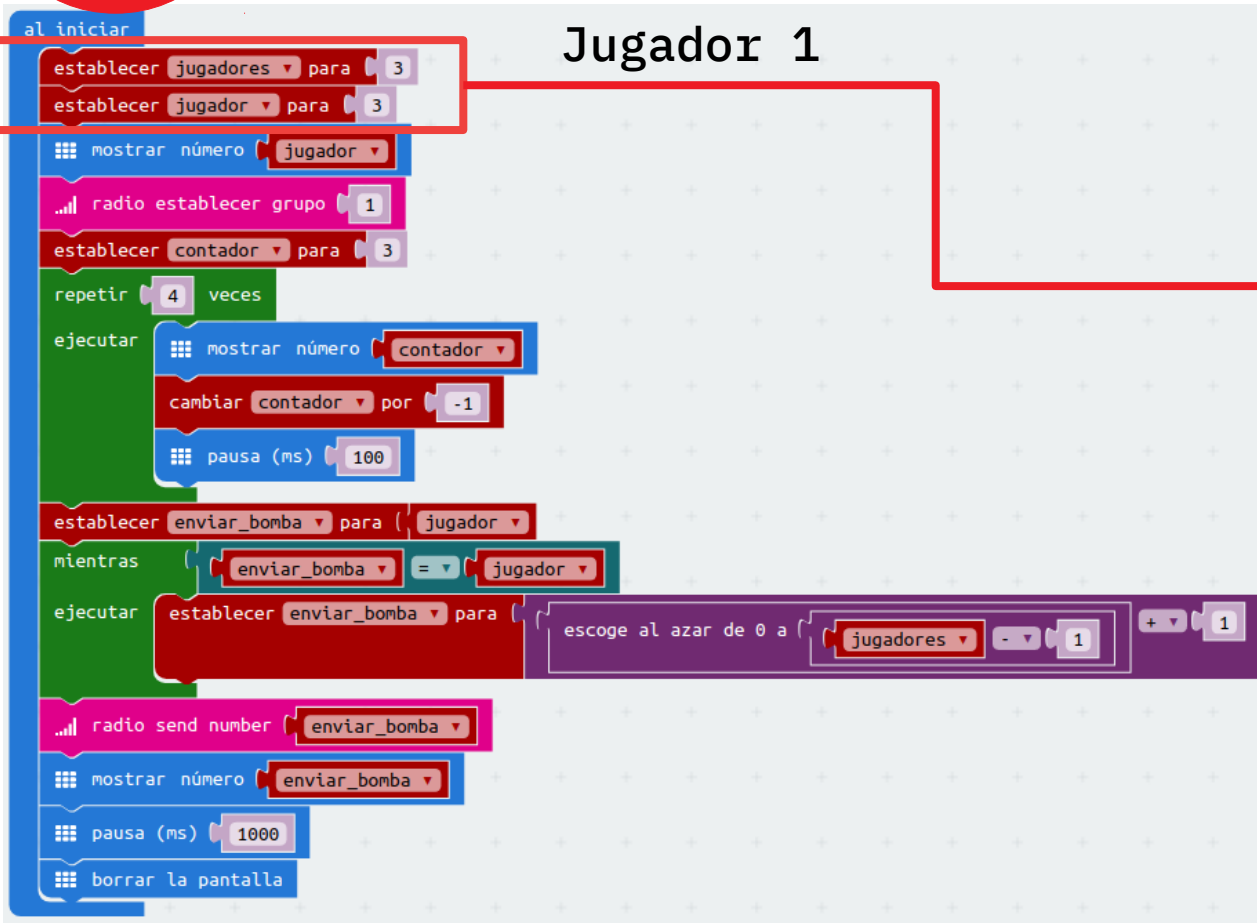 al iniciar
Jugador 1
establecer jugadores para 3
establecer jugador para 3
mostrar número jugador
radio establecer grupo 1
establecer contador para 3
repetir 4 veces
ejecutar
mostrar número contador
cambiar contador por -1
pausa (ms) 100
establecer enviar_bomba para jugador
mientras enviar_bomba = jugador
ejecutar establecer enviar_bomba para escoge al azar de 0 a jugadores - 1 + 1
radio send number enviar_bomba
mostrar número enviar_bomba
pausa (ms) 1000
borrar la pantalla